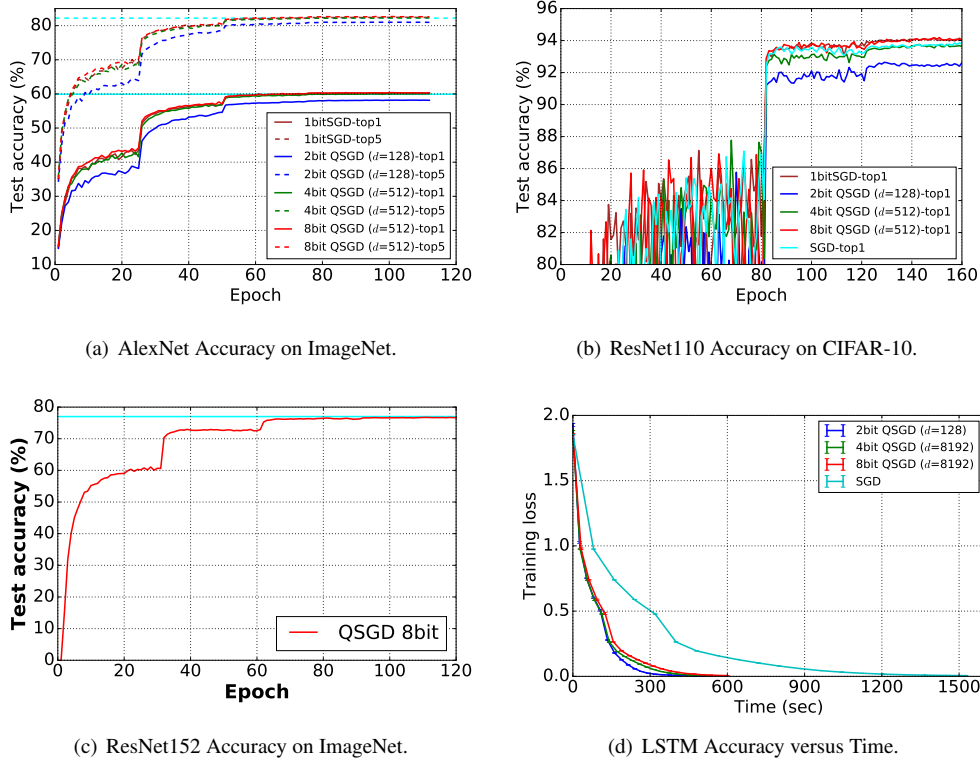 90
80
70
60
50
40
30
20
10
Test accuracy (%)
0 20 40 60 80 100 120
Epoch
1bitSGD-top1
1bitSGD-top5
2bit QSGD (d=128)-top1
2bit QSGD (d=128)-top5
4bit QSGD (d=512)-top1
4bit QSGD (d=512)-top5
8bit QSGD (d=512)-top1
8bit QSGD (d=512)-top5
(a) AlexNet Accuracy on ImageNet.
96
94
92
90
88
86
84
82
80
Test accuracy (%)
0 20 40 60 80 100 120 140 160
Epoch
1bitSGD-top1
2bit QSGD (d=128)-top1
4bit QSGD (d=512)-top1
8bit QSGD (d=512)-top1
SGD-top1
(b) ResNet110 Accuracy on CIFAR-10.
80
70
60
50
40
30
20
10
0
Test accuracy (%)
0 20 40 60 80 100 120
Epoch
QSGD 8bit
(c) ResNet152 Accuracy on ImageNet.
2.0
1.5
1.0
0.5
0.0
Training loss
0 300 600 900 1200 1500
Time (sec)
2bit QSGD (d=128)
4bit QSGD (d=8192)
8bit QSGD (d=8192)
SGD
(d) LSTM Accuracy versus Time.